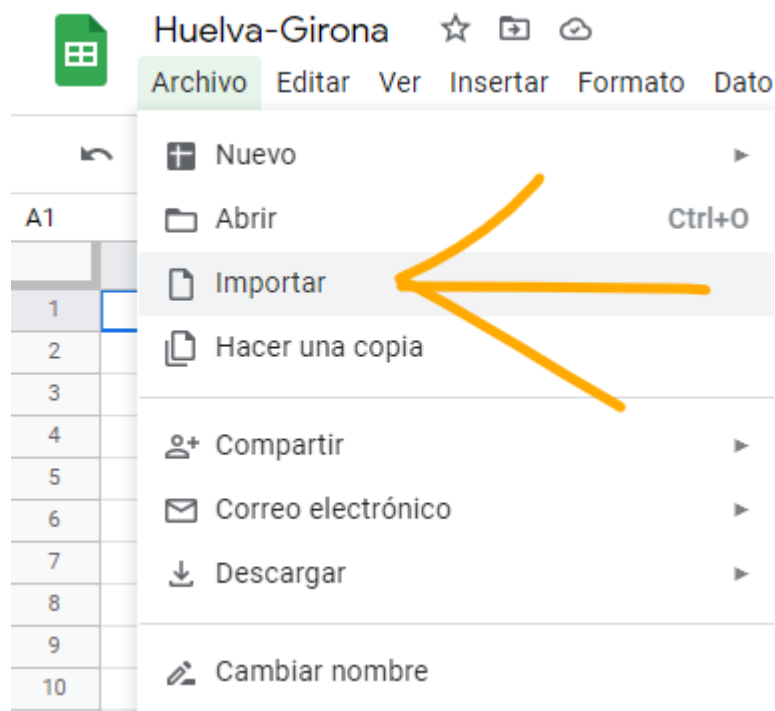 Huelva-Girona
Archivo Editar Ver Insertar Formato Dato
Nuevo
A1 Abrir Ctrl+O
Importar
1
2 Hacer una copia
3
4 Compartir
5
6 Correo electrónico
7 Descargar
8
9
10 Cambiar nombre